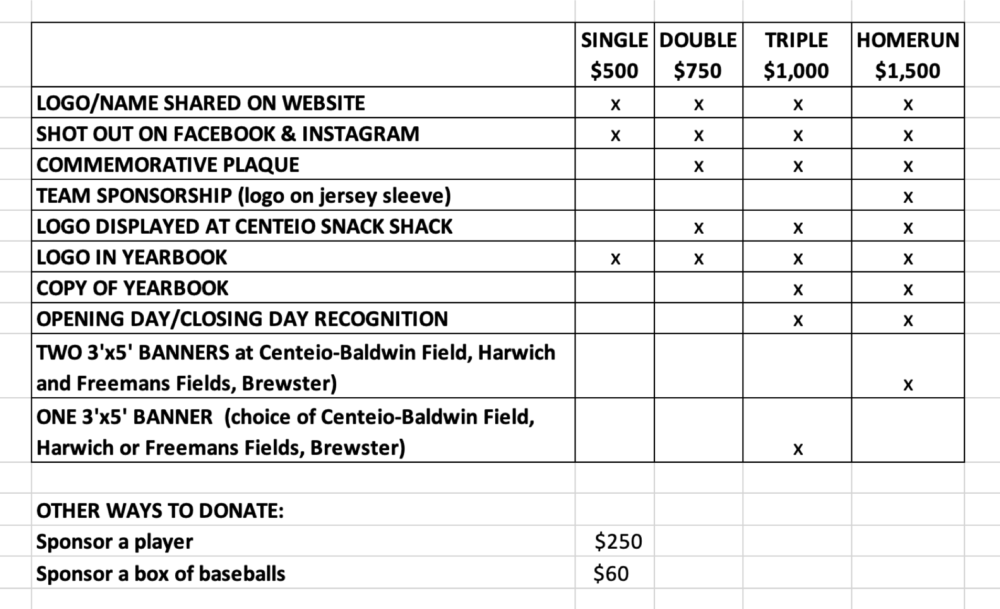 SINGLE DOUBLE TRIPLE HOMERUN
$500 $750 $1,000 $1,500
LOGO/NAME SHARED ON WEBSITE x x x x
SHOT OUT ON FACEBOOK & INSTAGRAM x x x x
COMMEMORATIVE PLAQUE x x x
TEAM SPONSORSHIP (logo on jersey sleeve) x
LOGO DISPLAYED AT CENTEIO SNACK SHACK x x x
LOGO IN YEARBOOK x x x x
COPY OF YEARBOOK x x
OPENING DAY/CLOSING DAY RECOGNITION x x
TWO 3'x5' BANNERS at Centeio-Baldwin Field, Harwich
and Freemans Fields, Brewster) x
ONE 3'x5' BANNER  (choice of Centeio-Baldwin Field,
Harwich or Freemans Fields, Brewster) x
OTHER WAYS TO DONATE:
Sponsor a player $250
Sponsor a box of baseballs $60